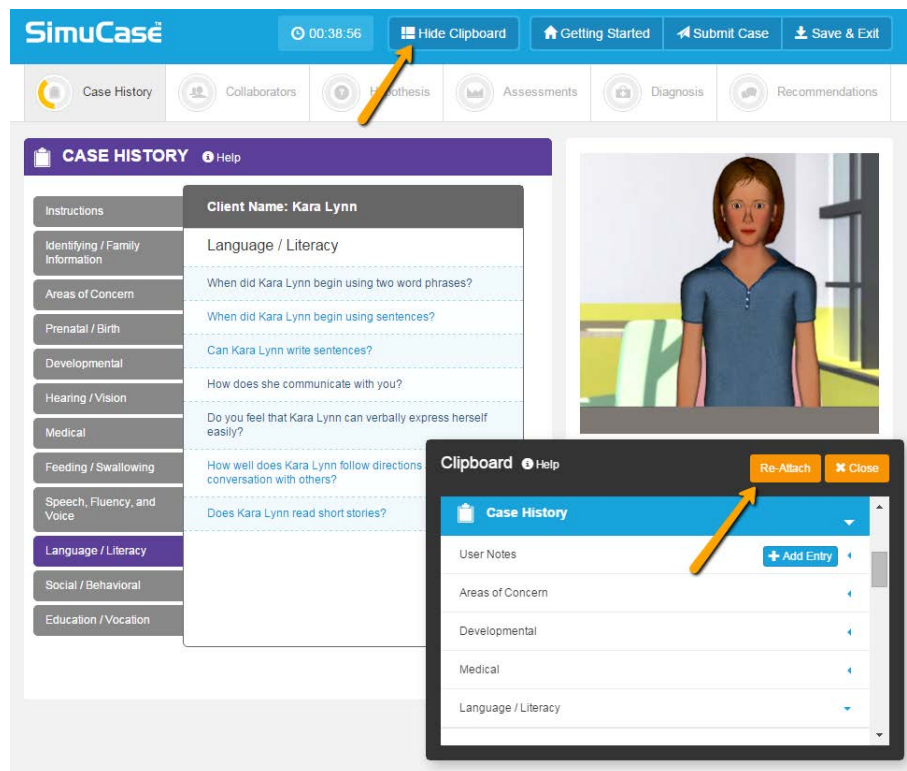 SimuCase
00:38:56
Hide Clipboard
Getting Started
Submit Case
Save & Exit
Case History
Collaborators
Hypothesis
Assessments
Diagnosis
Recommendations
CASE HISTORY
Help
Instructions
Identifying / Family
Information
Areas of Concern
Prenatal / Birth
Developmental
Hearing / Vision
Medical
Feeding / Swallowing
Speech, Fluency, and
Voice
Language / Literacy
Social / Behavioral
Education / Vocation
Client Name: Kara Lynn
Language / Literacy
When did Kara Lynn begin using two word phrases?
When did Kara Lynn begin using sentences?
Can Kara Lynn write sentences?
How does she communicate with you?
Do you feel that Kara Lynn can verbally express herself
easily?
How well does Kara Lynn follow directions
conversation with others?
Does Kara Lynn read short stories?
Clipboard
Help
Re-Attach
Close
Case History
User Notes
Add Entry
Areas of Concern
Developmental
Medical
Language / Literacy